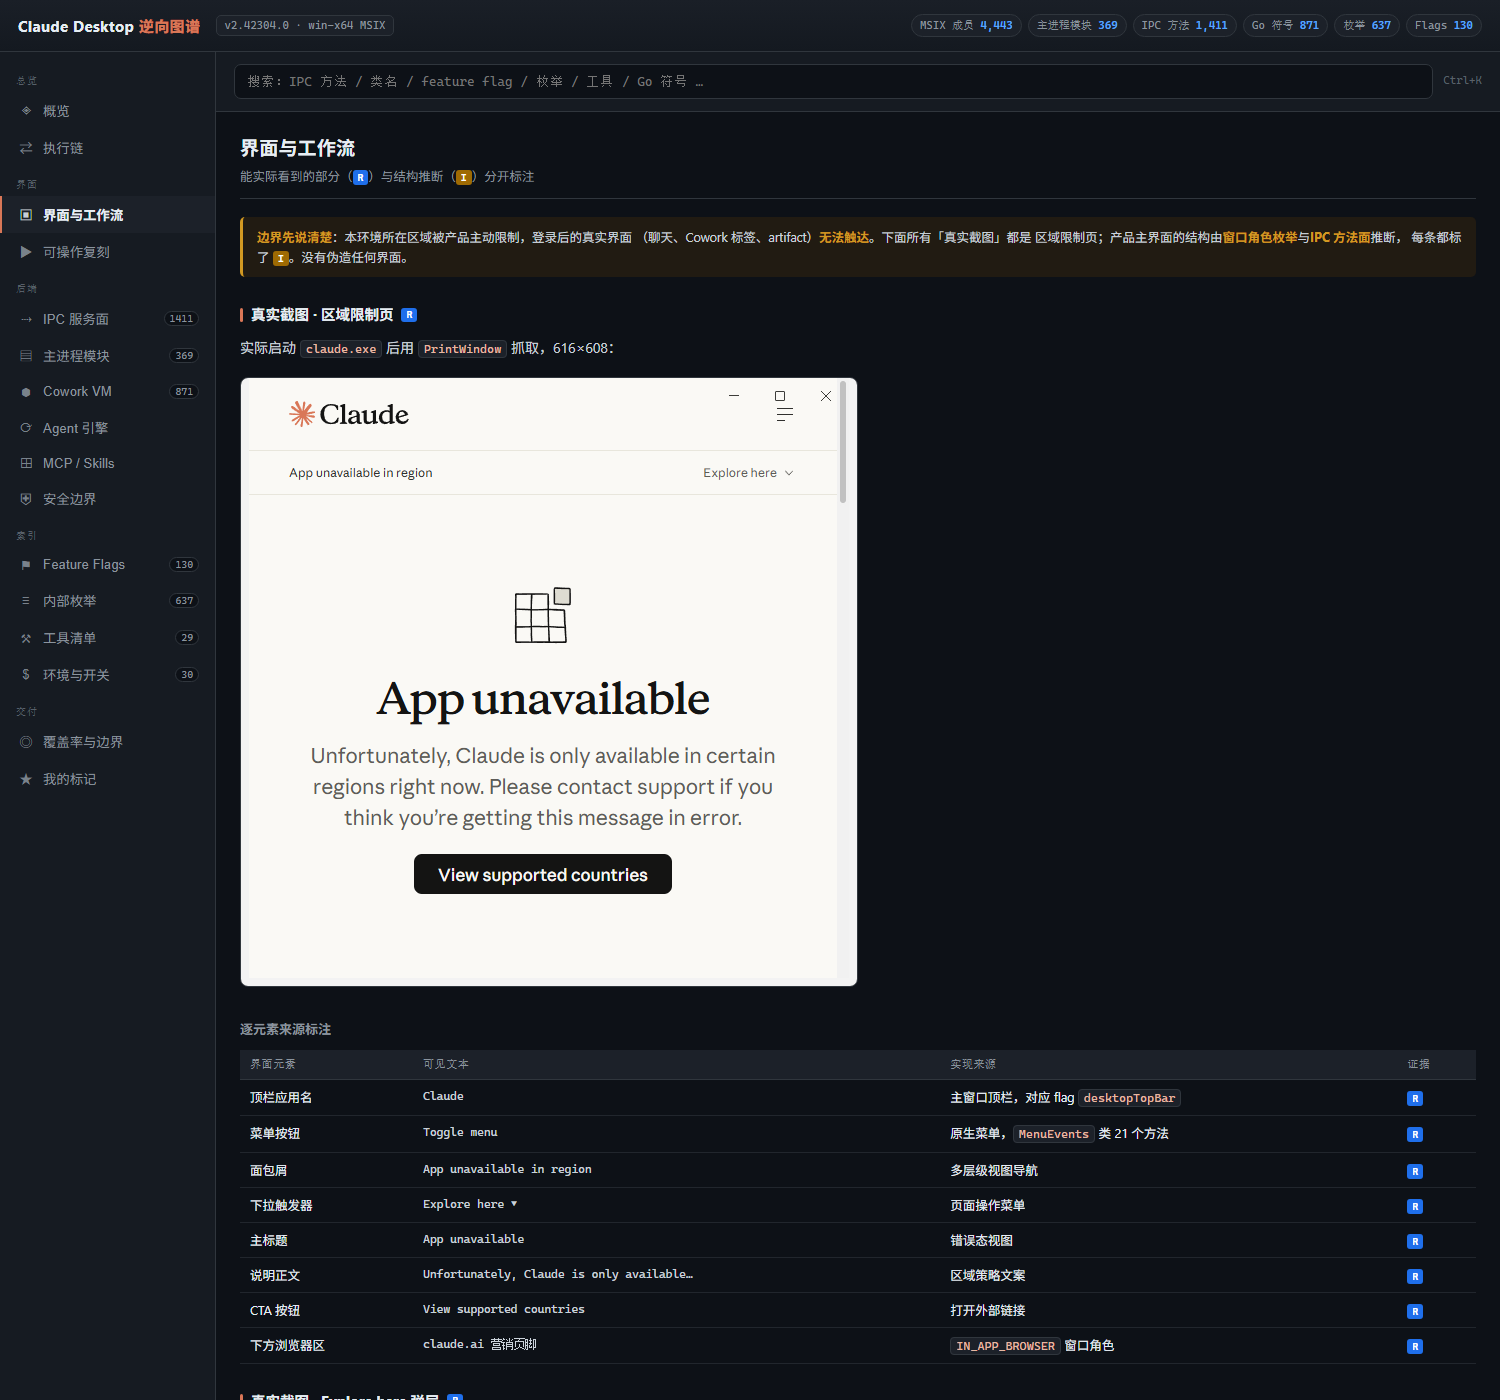 Claude Desktop 逆向图谱
v2.42304.0 · win-x64 MSIX
MSIX 成员 4,443
主进程模块 369
IPC 方法 1,411
Go 符号 871
枚举 637
Flags 130
总览
概览
执行链
界面
界面与工作流
可操作复刻
后端
IPC 服务面 1411
主进程模块 369
Cowork VM 871
Agent 引擎
MCP / Skills
安全边界
索引
Feature Flags 130
内部枚举 637
工具清单 29
$ 环境与开关 30
交付
覆盖率与边界
我的标记
搜索: IPC 方法 / 类名 / feature flag / 枚举 / 工具 / Go 符号 …
Ctrl+K
界面与工作流
能实际看到的部分（R）与结构推断（I）分开标注
边界先说清楚：本环境所在区域被产品主动限制，登录后的真实界面 （聊天、Cowork 标签、artifact）无法触达。下面所有「真实截图」都是 区域限制页；产品主界面的结构由窗口角色枚举与IPC 方法面推断， 每条都标
了 I。没有伪造任何界面。
真实截图 · 区域限制页 R
实际启动 claude.exe 后用 PrintWindow 抓取，616×608：
Claude
App unavailable in region
Explore here
App unavailable
Unfortunately, Claude is only available in certain
regions right now. Please contact support if you
think you’re getting this message in error.
View supported countries
逐元素来源标注
界面元素 可见文本 实现来源 证据
顶栏应用名 Claude 主窗口顶栏，对应 flag desktopTopBar R
菜单按钮 Toggle menu 原生菜单，MenuEvents 类 21 个方法 R
面包屑 App unavailable in region 多层级视图导航 R
下拉触发器 Explore here ▾ 页面操作菜单 R
主标题 App unavailable 错误态视图 R
说明正文 Unfortunately, Claude is only available… 区域策略文案 R
CTA 按钮 View supported countries 打开外部链接 R
下方浏览器区 claude.ai 营销页脚 IN_APP_BROWSER 窗口角色 R
真实截图 · Explore here 弹层 R